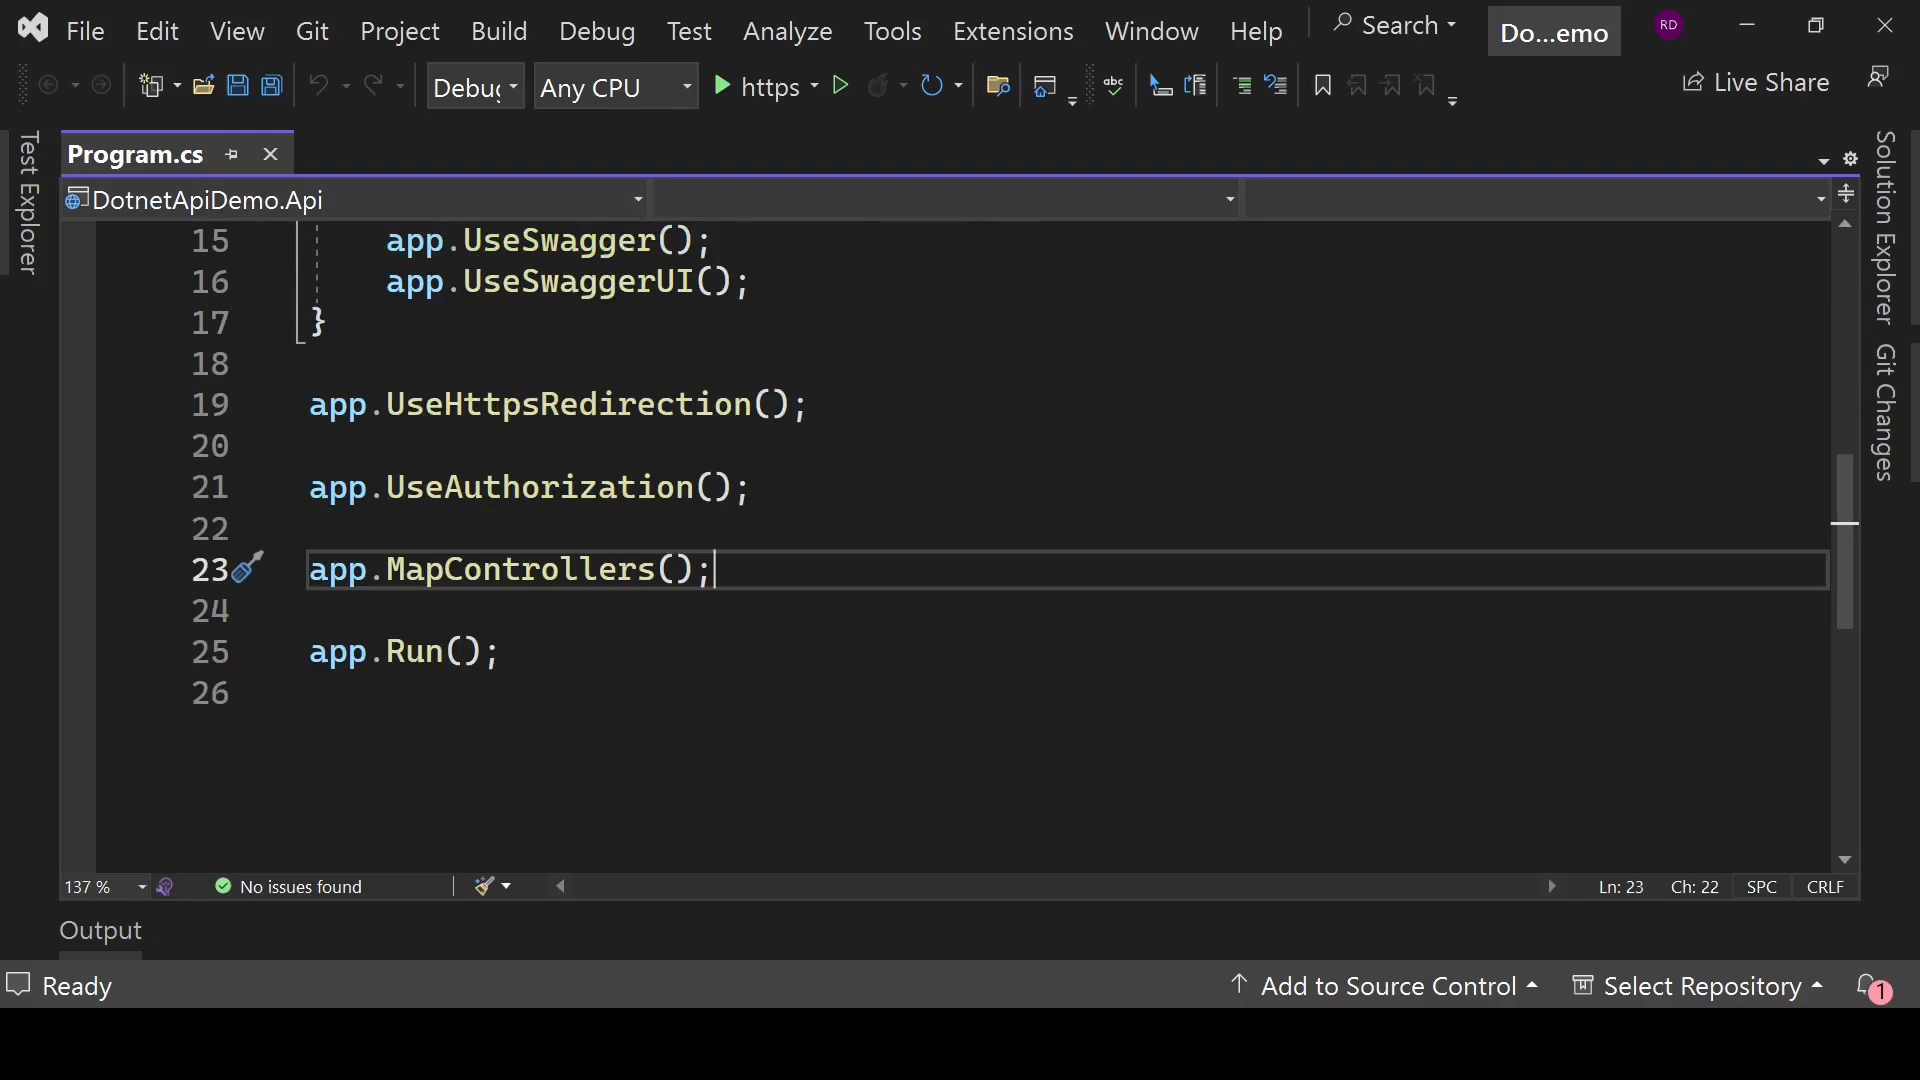 File Edit View Git Project Build Debug Test Analyze Tools Extensions Window Help Search Do...emo RD
Debug Any CPU https abc Live Share
Program.cs
DotnetApiDemo.Api
15 app.UseSwagger();
16 app.UseSwaggerUI();
17 }
18
19 app.UseHttpsRedirection();
20
21 app.UseAuthorization();
22
23 app.MapControllers();
24
25 app.Run();
26
137 % No issues found Ln: 23 Ch: 22 SPC CRLF
Output
Ready Add to Source Control Select Repository 1
Test Explorer
Solution Explorer
Git Changes